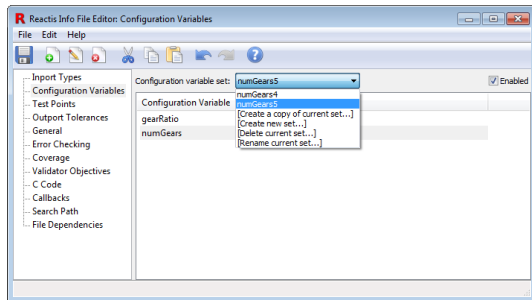 Reactis Info File Editor: Configuration Variables
File Edit Help
Inport Types
Configuration Variables
Test Points
Outport Tolerances
General
Error Checking
Coverage
Validator Objectives
C Code
Callbacks
Search Path
File Dependencies
Configuration variable set: numGears5 Enabled
numGears4
numGears5
[Create a copy of current set...]
[Create new set...]
[Delete current set...]
[Rename current set...]
Configuration Variable
gearRatio
numGears